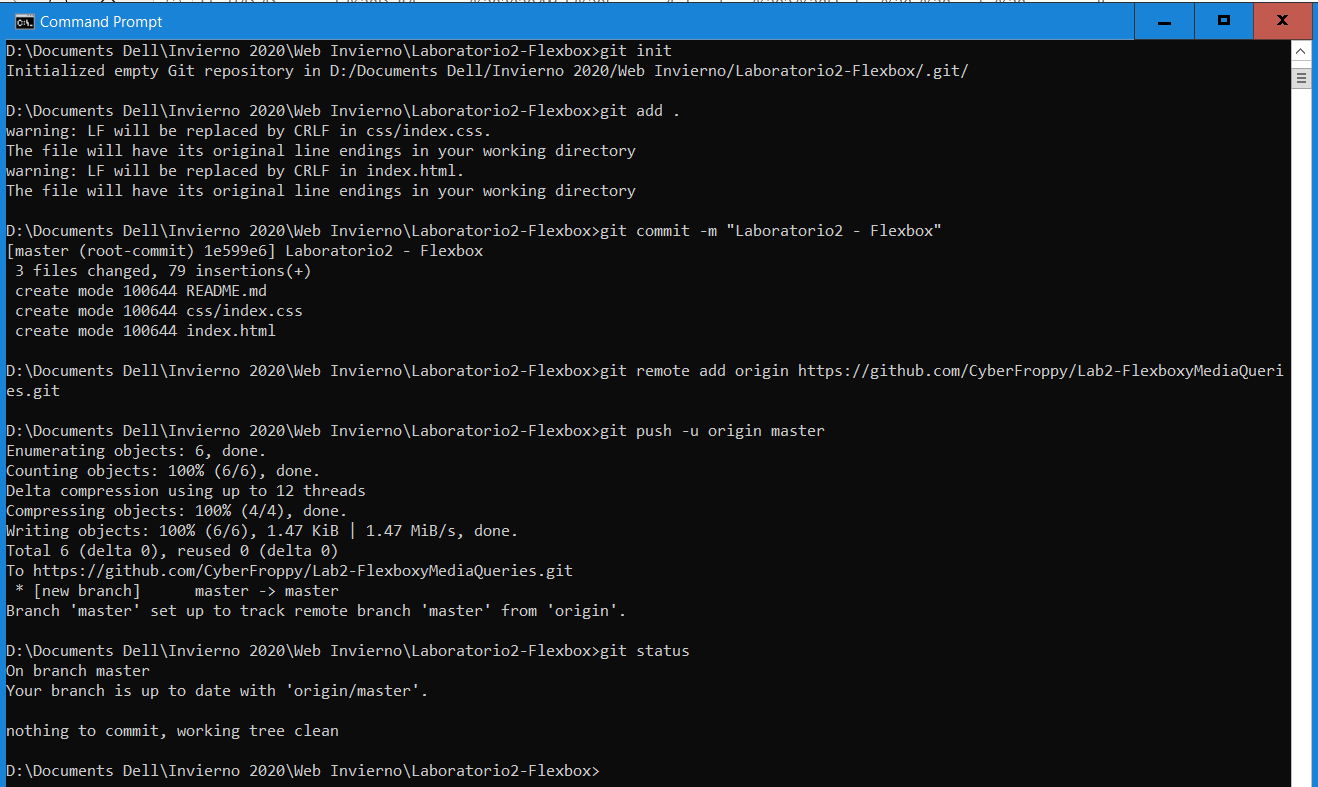 Command Prompt
D:\Documents Dell\Invierno 2020\Web Invierno\Laboratorio2-Flexbox>git init
Initialized empty Git repository in D:/Documents Dell/Invierno 2020/Web Invierno/Laboratorio2-Flexbox/.git/
D:\Documents Dell\Invierno 2020\Web Invierno\Laboratorio2-Flexbox>git add .
warning: LF will be replaced by CRLF in css/index.css.
The file will have its original line endings in your working directory
warning: LF will be replaced by CRLF in index.html.
The file will have its original line endings in your working directory
D:\Documents Dell\Invierno 2020\Web Invierno\Laboratorio2-Flexbox>git commit -m "Laboratorio2 - Flexbox"
[master (root-commit) 1e599e6] Laboratorio2 - Flexbox
 3 files changed, 79 insertions(+)
 create mode 100644 README.md
 create mode 100644 css/index.css
 create mode 100644 index.html
D:\Documents Dell\Invierno 2020\Web Invierno\Laboratorio2-Flexbox>git remote add origin https://github.com/CyberFroppy/Lab2-FlexboxyMediaQueri
es.git
D:\Documents Dell\Invierno 2020\Web Invierno\Laboratorio2-Flexbox>git push -u origin master
Enumerating objects: 6, done.
Counting objects: 100% (6/6), done.
Delta compression using up to 12 threads
Compressing objects: 100% (4/4), done.
Writing objects: 100% (6/6), 1.47 KiB | 1.47 MiB/s, done.
Total 6 (delta 0), reused 0 (delta 0)
To https://github.com/CyberFroppy/Lab2-FlexboxyMediaQueries.git
 * [new branch]      master -> master
Branch 'master' set up to track remote branch 'master' from 'origin'.
D:\Documents Dell\Invierno 2020\Web Invierno\Laboratorio2-Flexbox>git status
On branch master
Your branch is up to date with 'origin/master'.
nothing to commit, working tree clean
D:\Documents Dell\Invierno 2020\Web Invierno\Laboratorio2-Flexbox>